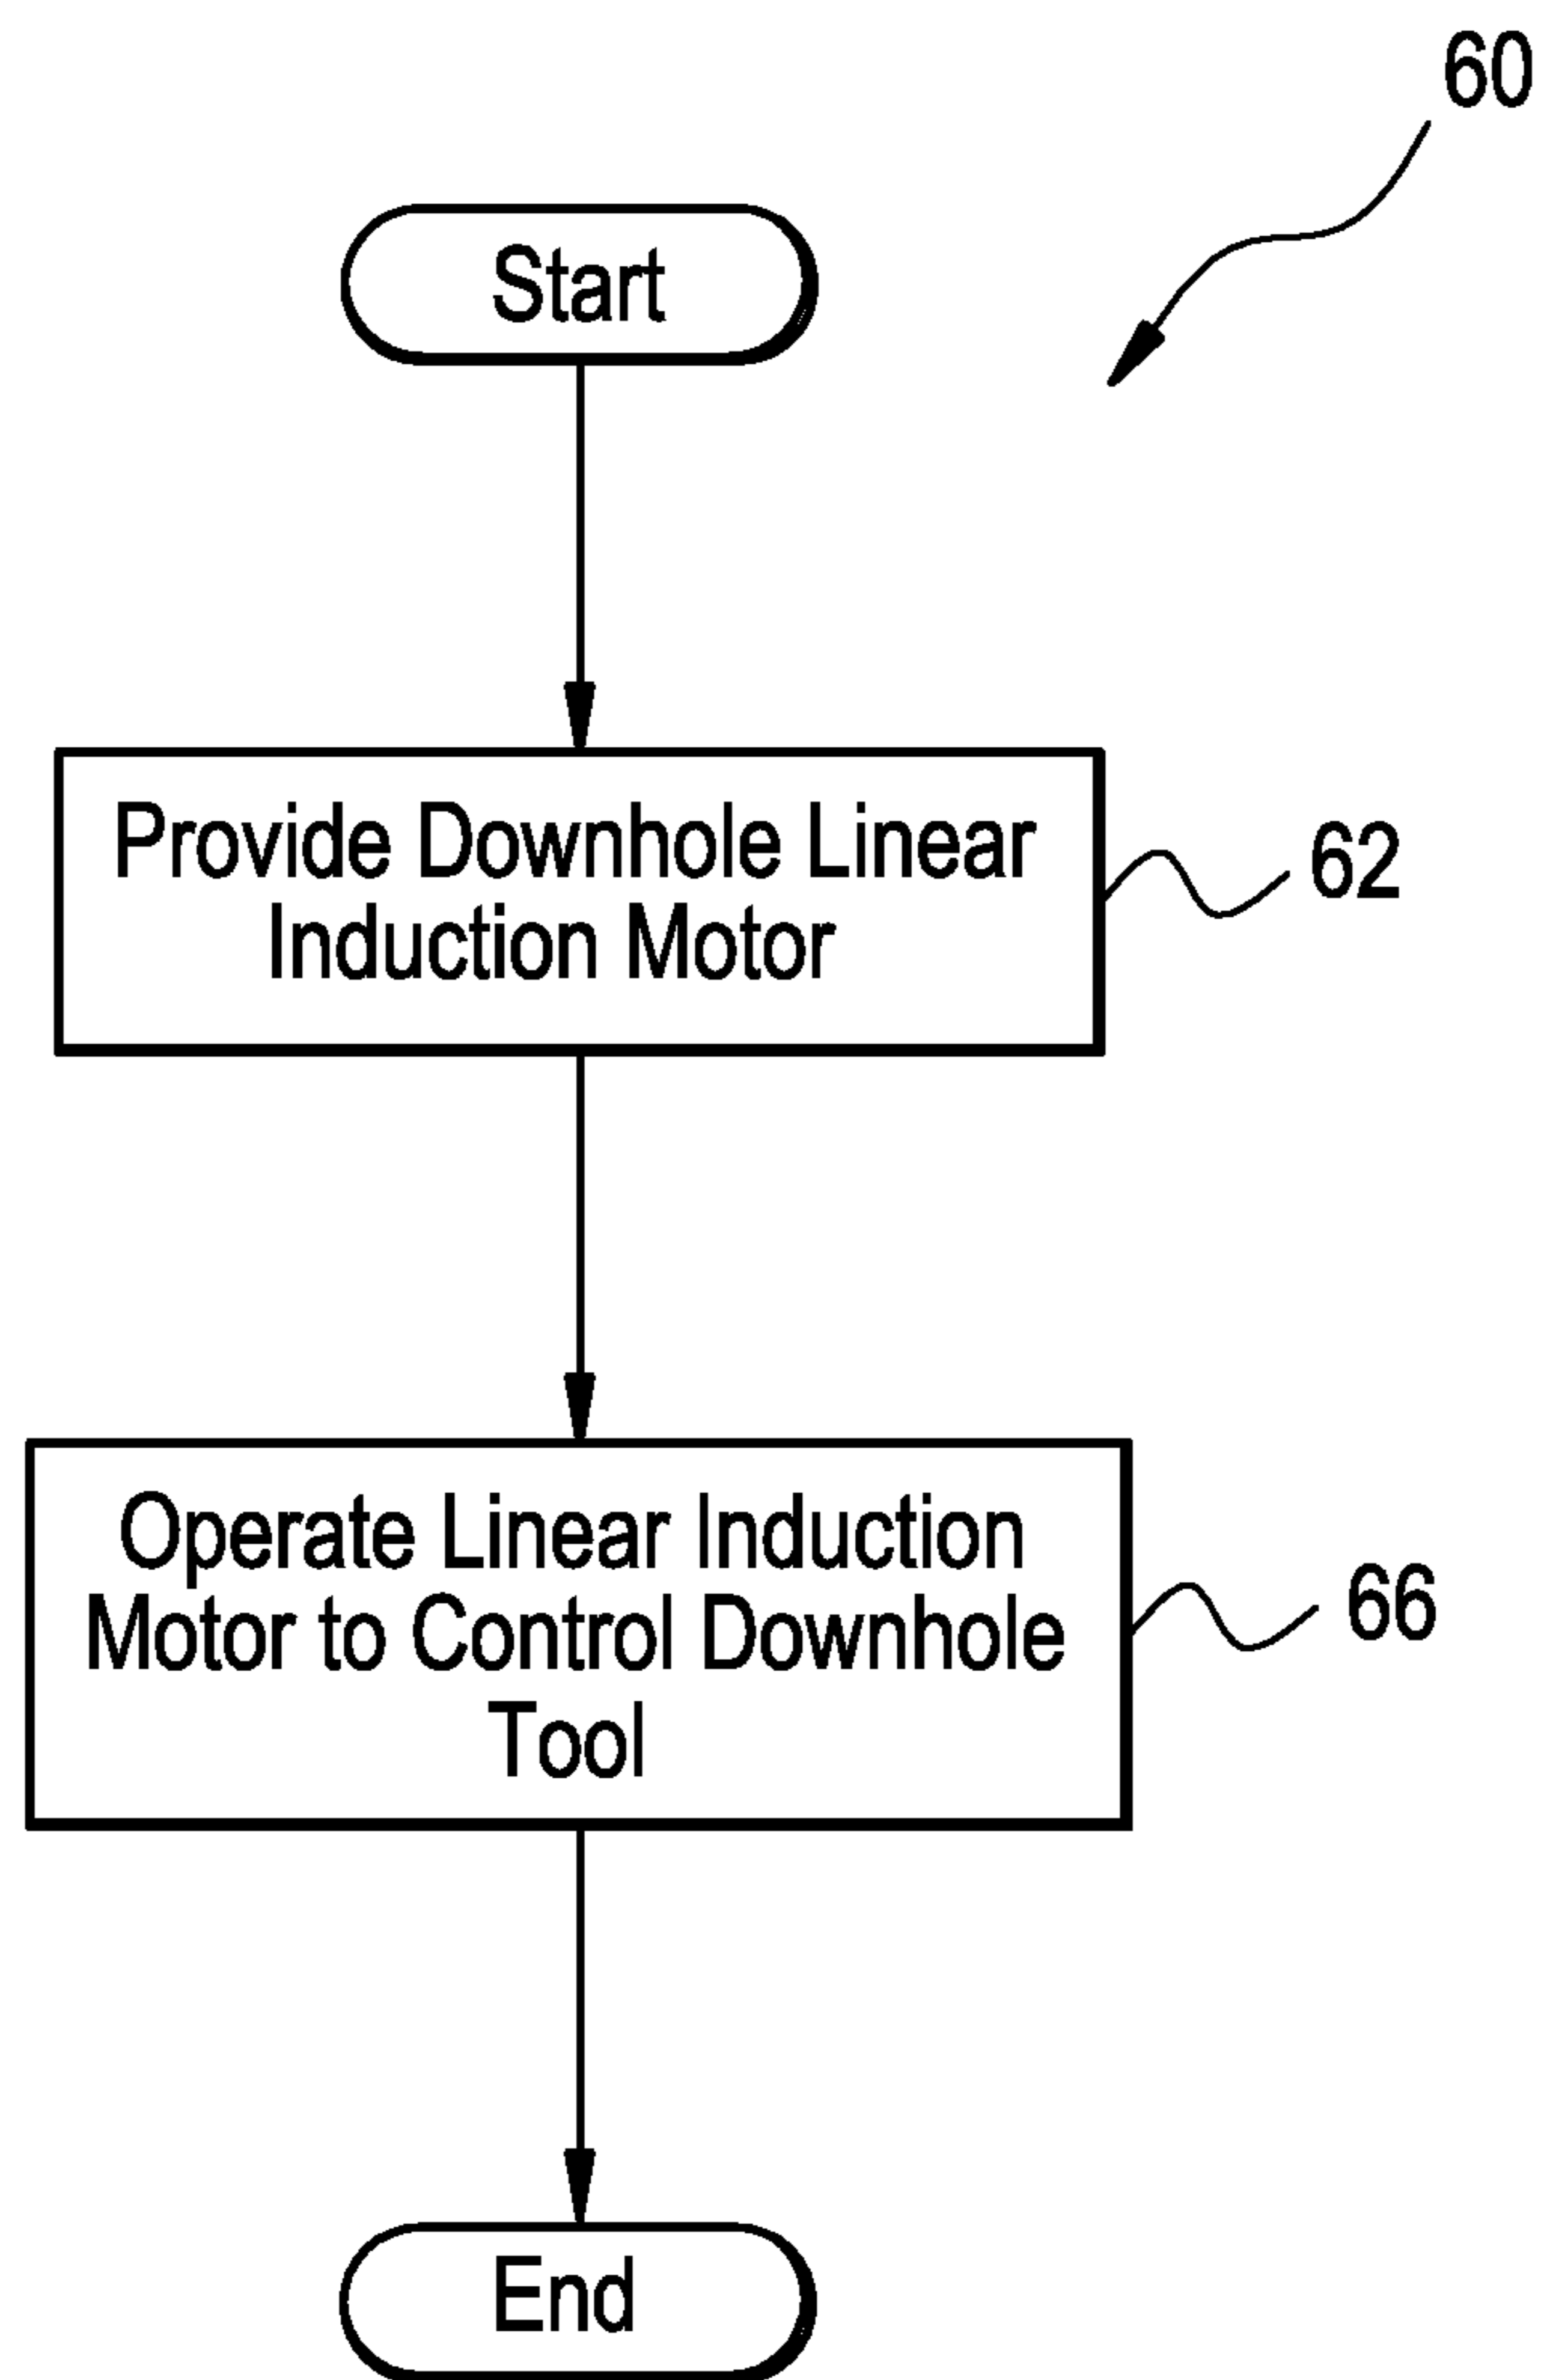 60
Start
Provide Downhole Linear
Induction Motor
62
Operate Linear Induction
Motor to Control Downhole
Tool
66
End